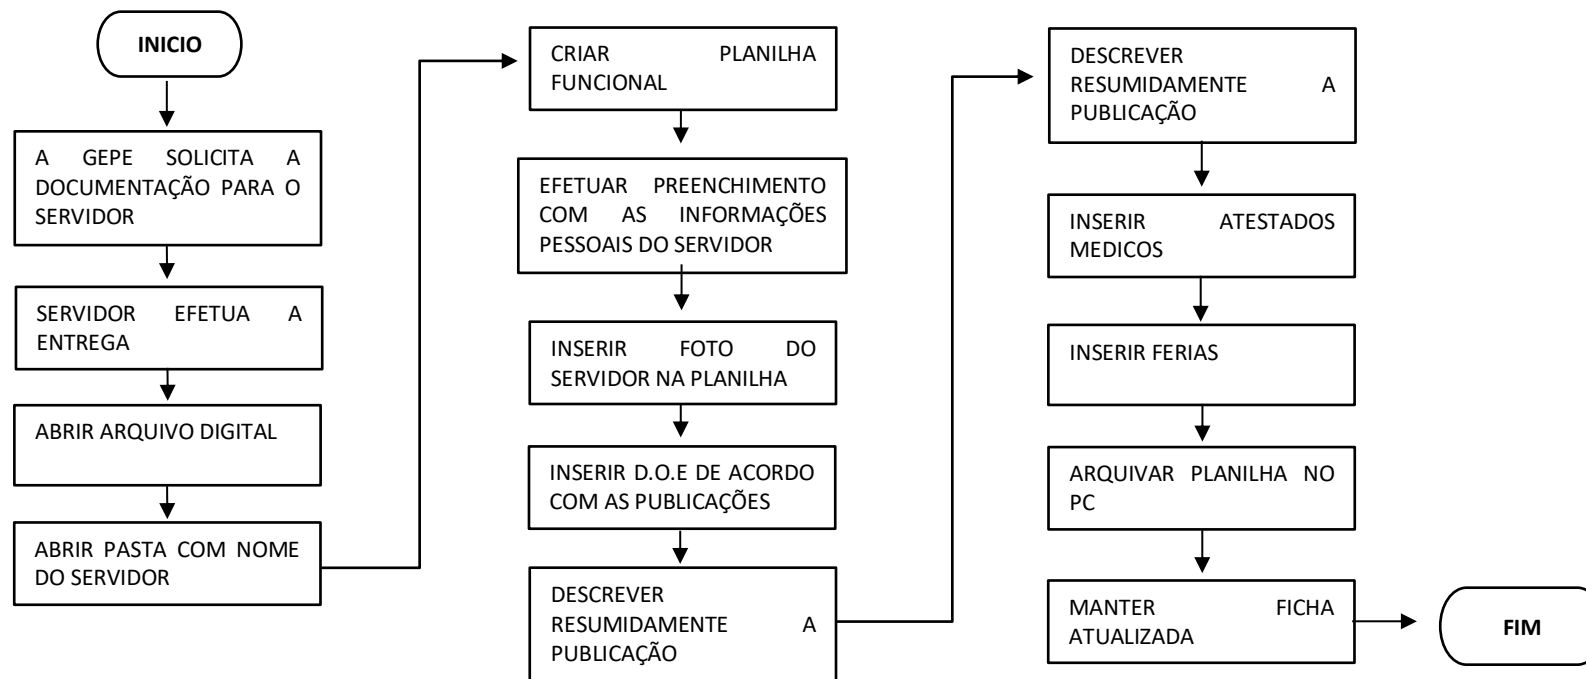 INICIO
A GEPE SOLICITA A
DOCUMENTAÇÃO PARA O
SERVIDOR
SERVIDOR EFETUA A
ENTREGA
ABRIR ARQUIVO DIGITAL
ABRIR PASTA COM NOME
DO SERVIDOR
CRIAR PLANILHA
FUNCIONAL
EFETUAR PREENCHIMENTO
COM AS INFORMAÇÕES
PESSOAIS DO SERVIDOR
INSERIR FOTO DO
SERVIDOR NA PLANILHA
INSERIR D.O.E DE ACORDO
COM AS PUBLICAÇÕES
DESCREVER
RESUMIDAMENTE A
PUBLICAÇÃO
DESCREVER
RESUMIDAMENTE A
PUBLICAÇÃO
INSERIR ATESTADOS
MEDICOS
INSERIR FERIAS
ARQUIVAR PLANILHA NO
PC
MANTER FICHA
ATUALIZADA
FIM